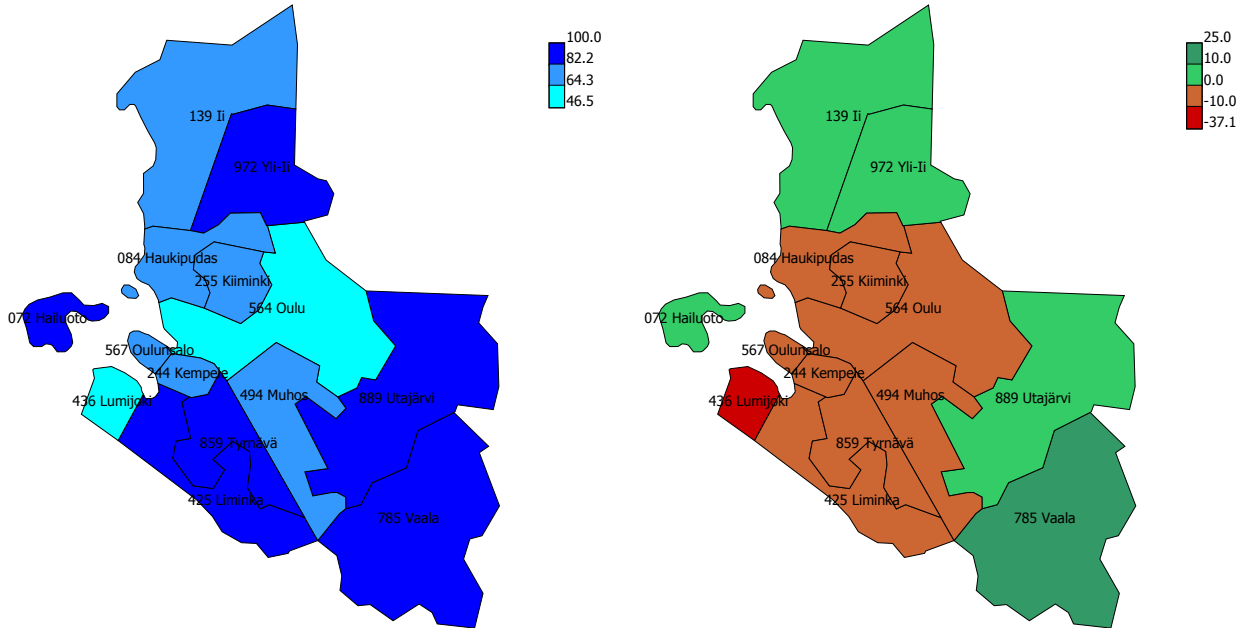 100.0
82.2
64.3
46.5
139 Ii
972 Yli-Ii
084 Haukipudas
255 Kiiminki
564 Oulu
072 Hailuoto
567 Oulunsalo
244 Kempele
494 Muhos
889 Utajärvi
436 Lumijoki
859 Tyrnävä
425 Liminka
785 Vaala
25.0
10.0
0.0
-10.0
-37.1
139 Ii
972 Yli-Ii
084 Haukipudas
255 Kiiminki
564 Oulu
072 Hailuoto
567 Oulunsalo
244 Kempele
494 Muhos
889 Utajärvi
436 Lumijoki
859 Tyrnävä
425 Liminka
785 Vaala